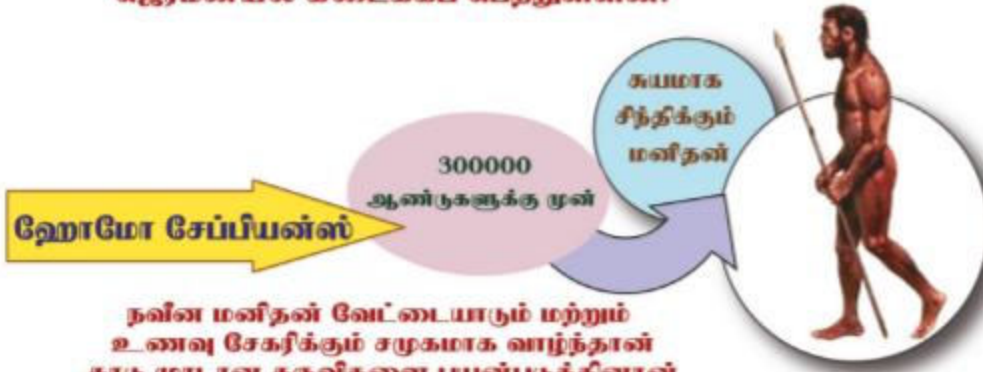 சுயமாக
சிந்திக்கும்
மனிதன்
300000
ஆண்டுகளுக்கு முன்
ஹோமோ சேப்பியன்ஸ்
நவீன மனிதன் வேட்டையாடும் மற்றும்
உணவு சேகரிக்கும் சமுகமாக வாழ்ந்தான்